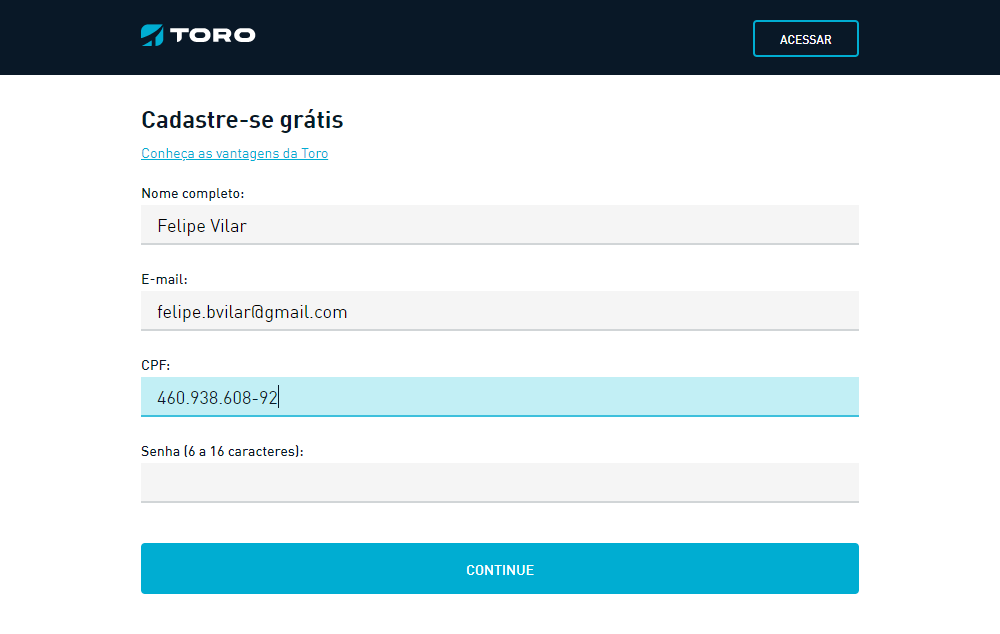 TORO
ACESSAR
Cadastre-se grátis
Conheça as vantagens da Toro
Nome completo:
Felipe Vilar
E-mail:
felipe.bvilar@gmail.com
CPF:
460.938.608-92
Senha (6 a 16 caracteres):
CONTINUE